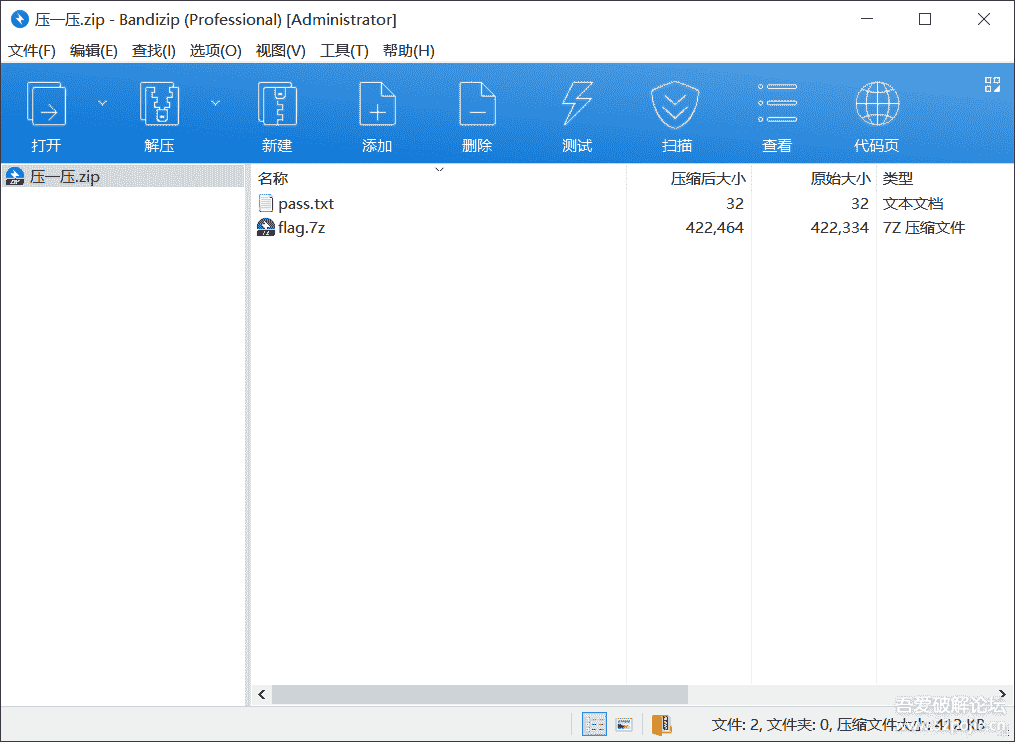 压一压.zip - Bandizip (Professional) [Administrator]
文件(F) 编辑(E) 查找(I) 选项(O) 视图(V) 工具(T) 帮助(H)
打开 解压 新建 添加 删除 测试 扫描 查看 代码页
压一压.zip
名称 压缩后大小 原始大小 类型
pass.txt 32 32 文本文档
flag.7z 422,464 422,334 7Z 压缩文件
文件: 2, 文件夹: 0, 压缩文件大小: 412 KB
吾爱破解论坛
www.52pojie.cn